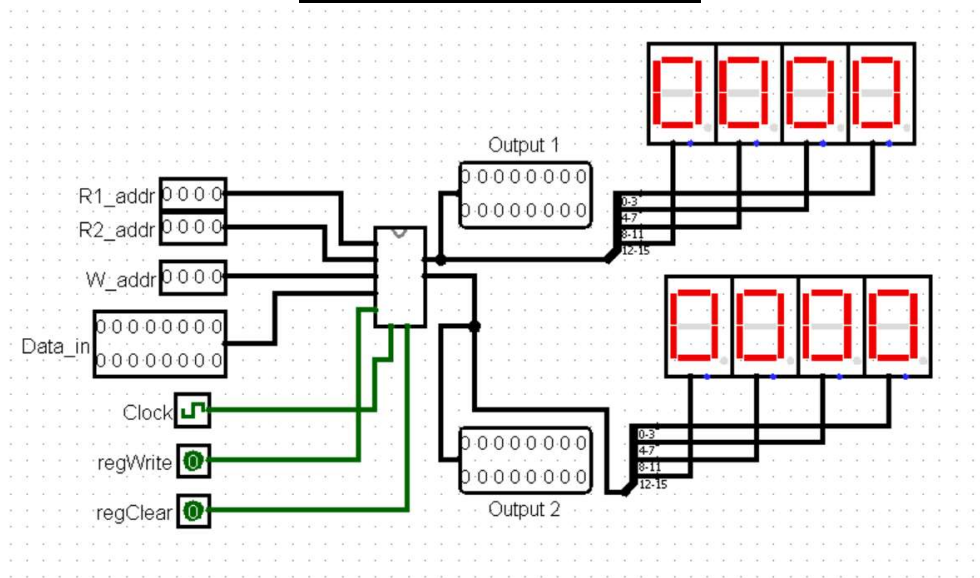 0000
Output 1
R1_addr 0000
00000000
00000000
0-3
4-7
8-11
12-15
R2_addr 0000
W_addr 0000
Data_in 00000000
00000000
0000
Clock
regWrite 0
regClear 0
00000000
00000000
Output 2
0-3
4-7
8-11
12-15